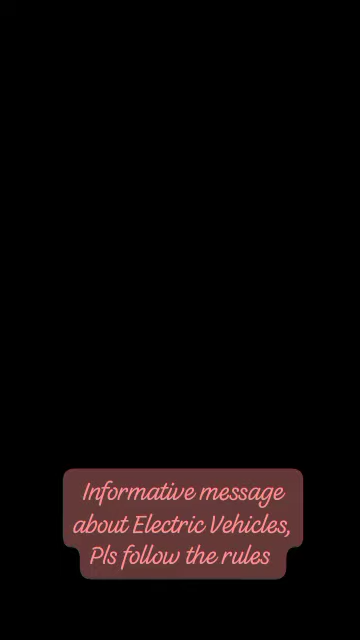 Informative message
about Electric Vehicles,
Pls follow the rules